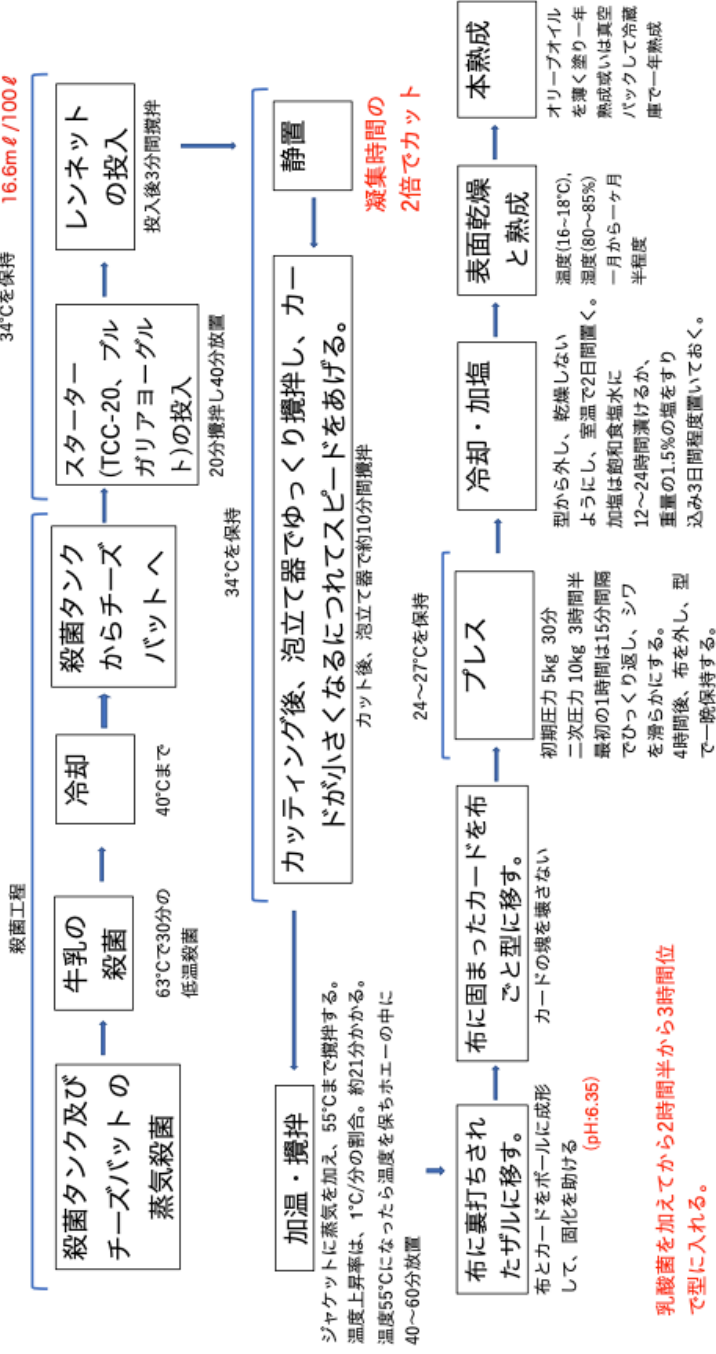 殺菌工程
殺菌タンク及び
チーズバットの
蒸気殺菌
牛乳の
殺菌
63℃で30分の
低温殺菌
冷却
40℃まで
殺菌タンク
からチーズ
バットへ
34℃を保持
16.6mℓ/100ℓ
スターター
(TCC-20、ブル
ガリアヨーグル
ト)の投入
20分攪拌し40分放置
レンネット
の投入
投入後3分間攪拌
34℃を保持
静置
凝集時間の
2倍でカット
カッティング後、泡立て器でゆっくり攪拌し、カー
ドが小さくなるにつれてスピードをあげる。
カット後、泡立て器で約10分間攪拌
加温・攪拌
ジャケットに蒸気を加え、55℃まで攪拌する。
温度上昇率は、1℃/分の割合。約21分かかる。
温度55℃になったら温度を保ちホエーの中に
40〜60分放置
布に裏打ちされ
たザルに移す。
布とカードをボールに成形
して、固化を助ける
(pH:6.35)
布に固まったカードを布
ごと型に移す。
カードの塊を壊さない
24〜27℃を保持
プレス
初期圧力 5kg 30分
二次圧力 10kg 3時間半
最初の1時間は15分間隔
でひっくり返し、シワ
を滑らかにする。
4時間後、布を外し、型
で一晩保持する。
冷却・加塩
型から外し、乾燥しない
ようにし、室温で2日間置く。
加塩は飽和食塩水に
12〜24時間漬けるか、
重量の1.5%の塩をすり
込み3日間程度置いておく。
表面乾燥
と熟成
温度(16~18℃),
湿度(80〜85%)
一月から一ヶ月
半程度
本熟成
オリーブオイル
を薄く塗り一年
熟成或いは真空
パックして冷蔵
庫で一年熟成
乳酸菌を加えてから2時間半から3時間位
で型に入れる。